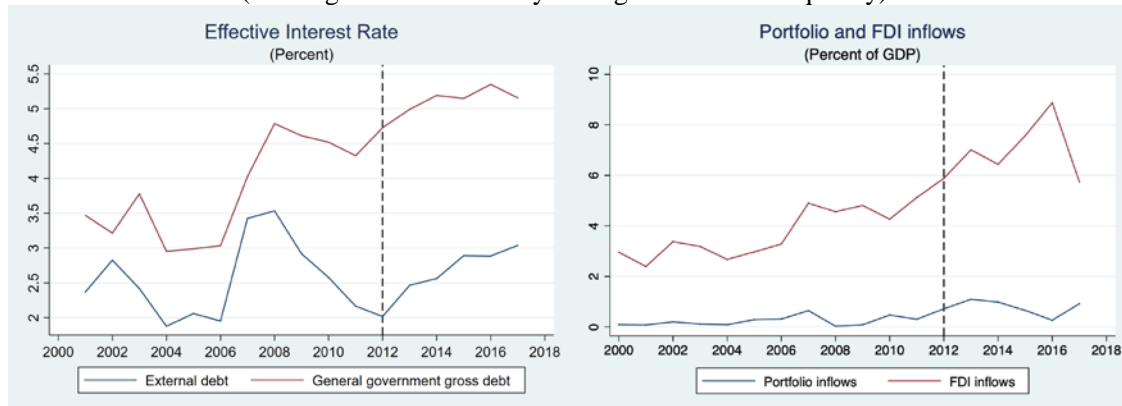 Effective Interest Rate
(Percent)
5.5
5
4.5
4
3.5
3
2.5
2
2000 2002 2004 2006 2008 2010 2012 2014 2016 2018
External debt General government gross debt
Portfolio and FDI inflows
(Percent of GDP)
10
8
6
4
2
0
2000 2002 2004 2006 2008 2010 2012 2014 2016 2018
Portfolio inflows FDI inflows